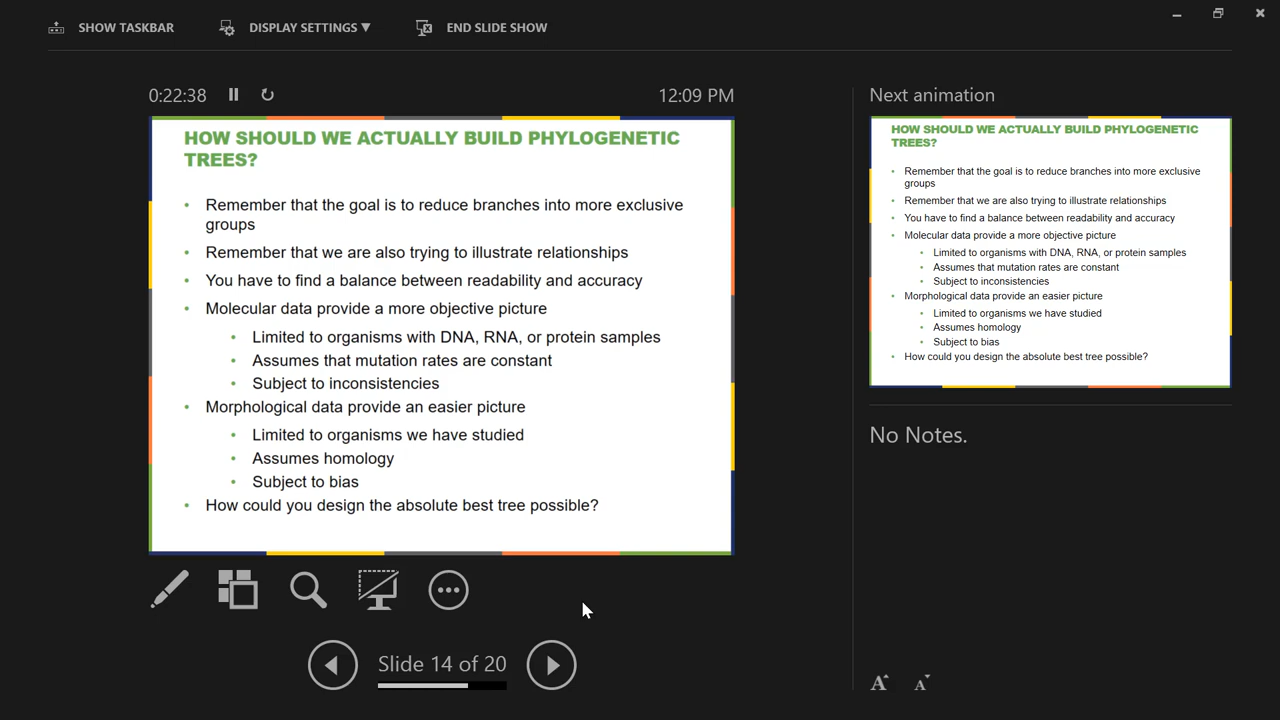 SHOW TASKBAR
DISPLAY SETTINGS ▼
END SLIDE SHOW
0:22:38
12:09 PM
HOW SHOULD WE ACTUALLY BUILD PHYLOGENETIC
TREES?
• Remember that the goal is to reduce branches into more exclusive
groups
• Remember that we are also trying to illustrate relationships
• You have to find a balance between readability and accuracy
• Molecular data provide a more objective picture
• Limited to organisms with DNA, RNA, or protein samples
• Assumes that mutation rates are constant
• Subject to inconsistencies
• Morphological data provide an easier picture
• Limited to organisms we have studied
• Assumes homology
• Subject to bias
• How could you design the absolute best tree possible?
Slide 14 of 20
Next animation
HOW SHOULD WE ACTUALLY BUILD PHYLOGENETIC
TREES?
• Remember that the goal is to reduce branches into more exclusive
groups
• Remember that we are also trying to illustrate relationships
• You have to find a balance between readability and accuracy
• Molecular data provide a more objective picture
• Limited to organisms with DNA, RNA, or protein samples
• Assumes that mutation rates are constant
• Subject to inconsistencies
• Morphological data provide an easier picture
• Limited to organisms we have studied
• Assumes homology
• Subject to bias
• How could you design the absolute best tree possible?
No Notes.
A A